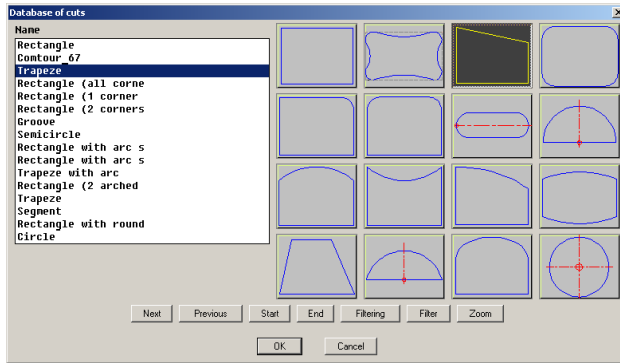 Database of cuts
Name
Rectangle
Comtour_67
Trapeze
Rectangle (all corne
Rectangle (1 corner
Rectangle (2 corners
Groove
Semicircle
Rectangle with arc s
Rectangle with arc s
Trapeze with arc
Rectangle (2 arched
Trapeze
Segment
Rectangle with round
Circle
Next Previous Start End Filtering Filter Zoom
OK Cancel